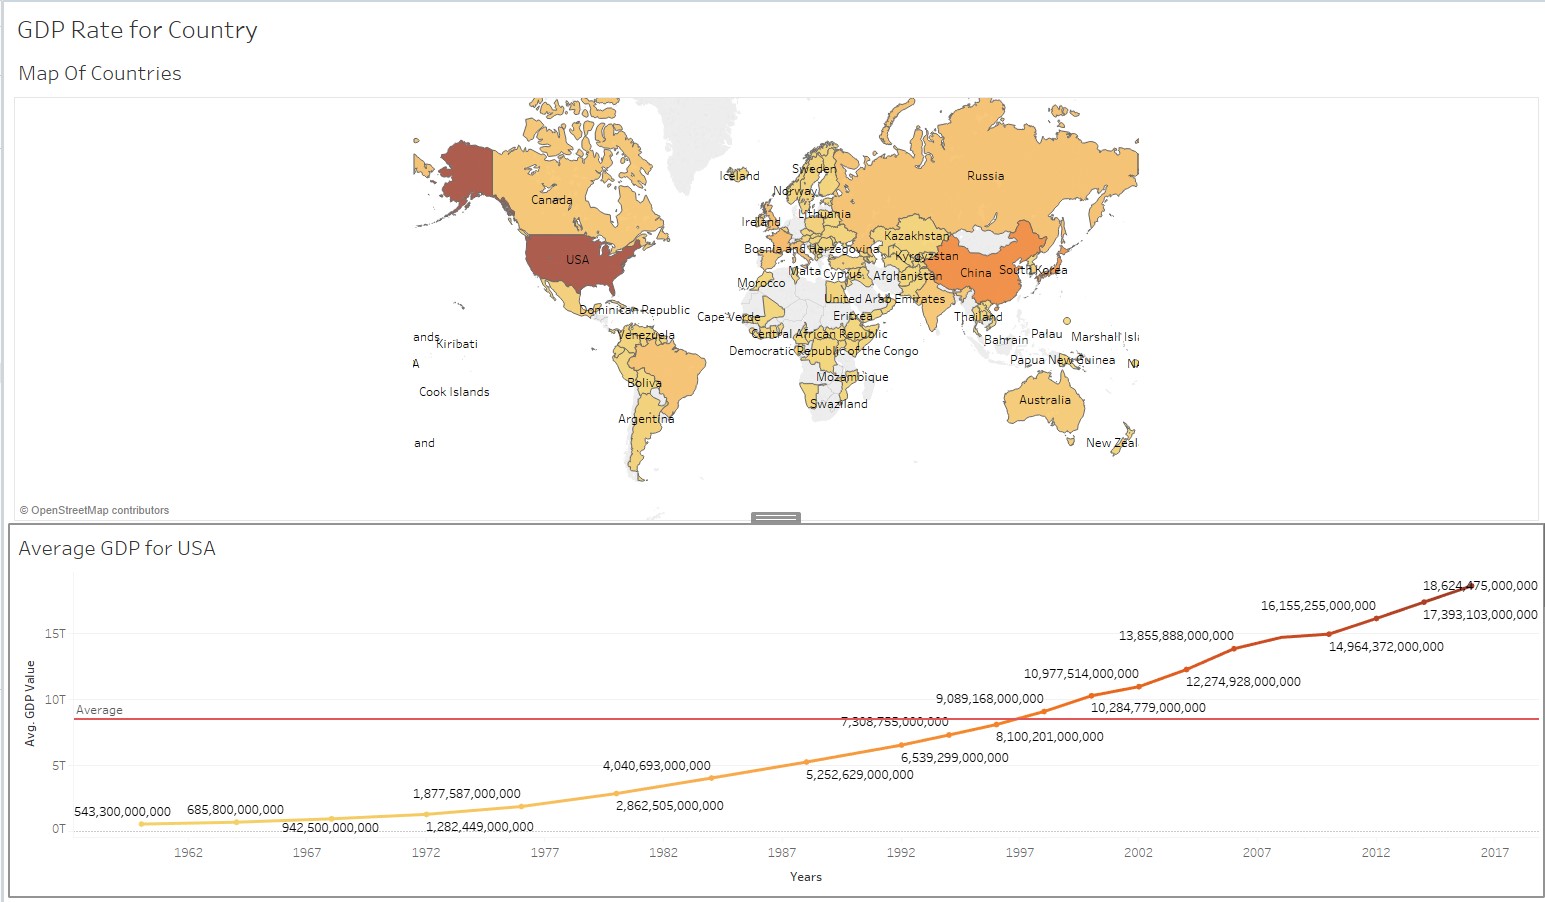 GDP Rate for Country
Map Of Countries
Iceland
Sweden
Russia
Norway
Canada
Lithuania
Ireland
Kazakhstan
Bosnia and Herzegovina
Kyrgyzstan
USA
Malta
Cyprus
Afghanistan
China
South Korea
Morocco
United Arab Emirates
Dominican Republic
Cape Verde
Eritrea
Thailand
Venezuela
Central African Republic
ands
Kiribati
Bahrain
Palau
Marshall Isl
Democratic Republic of the Congo
Papua New Guinea
A
Mozambique
Boliva
Cook Islands
Swaziland
Australia
Argentina
and
New Zeal
© OpenStreetMap contributors
Average GDP for USA
18,624,475,000,000
16,155,255,000,000
17,393,103,000,000
15T
13,855,888,000,000
14,964,372,000,000
10,977,514,000,000
12,274,928,000,000
10T
9,089,168,000,000
10,284,779,000,000
Average
7,308,755,000,000
8,100,201,000,000
6,539,299,000,000
5T
4,040,693,000,000
5,252,629,000,000
1,877,587,000,000
2,862,505,000,000
543,300,000,000
685,800,000,000
942,500,000,000
1,282,449,000,000
0T
Avg. GDP Value
1962 1967 1972 1977 1982 1987 1992 1997 2002 2007 2012 2017
Years